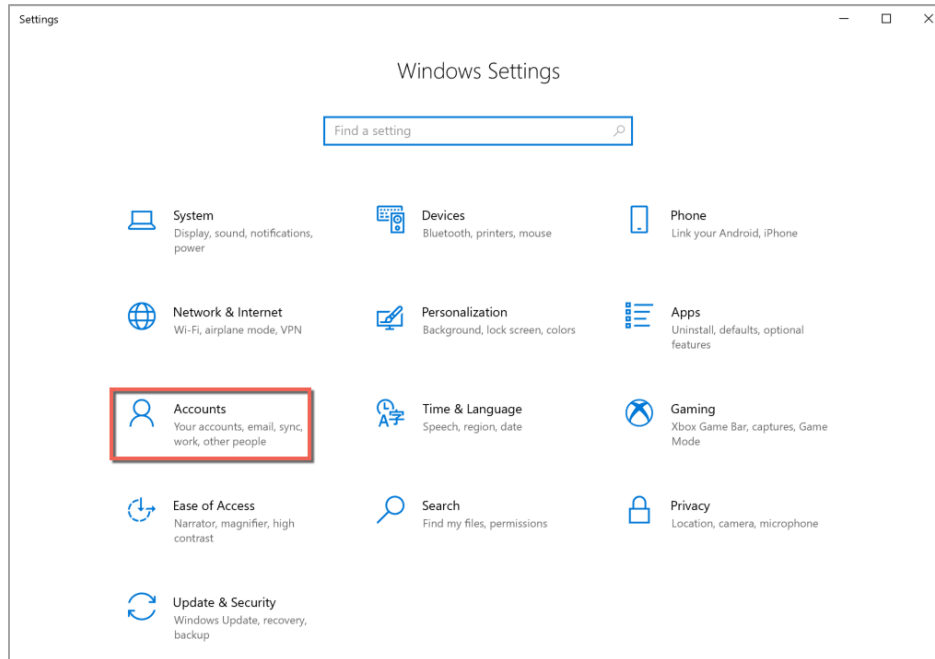 Settings
Windows Settings
Find a setting
System
Display, sound, notifications,
power
Devices
Bluetooth, printers, mouse
Phone
Link your Android, iPhone
Network & Internet
Wi-Fi, airplane mode, VPN
Personalization
Background, lock screen, colors
Apps
Uninstall, defaults, optional
features
Accounts
Your accounts, email, sync,
work, other people
Time & Language
Speech, region, date
Gaming
Xbox Game Bar, captures, Game
Mode
Ease of Access
Narrator, magnifier, high
contrast
Search
Find my files, permissions
Privacy
Location, camera, microphone
Update & Security
Windows Update, recovery,
backup